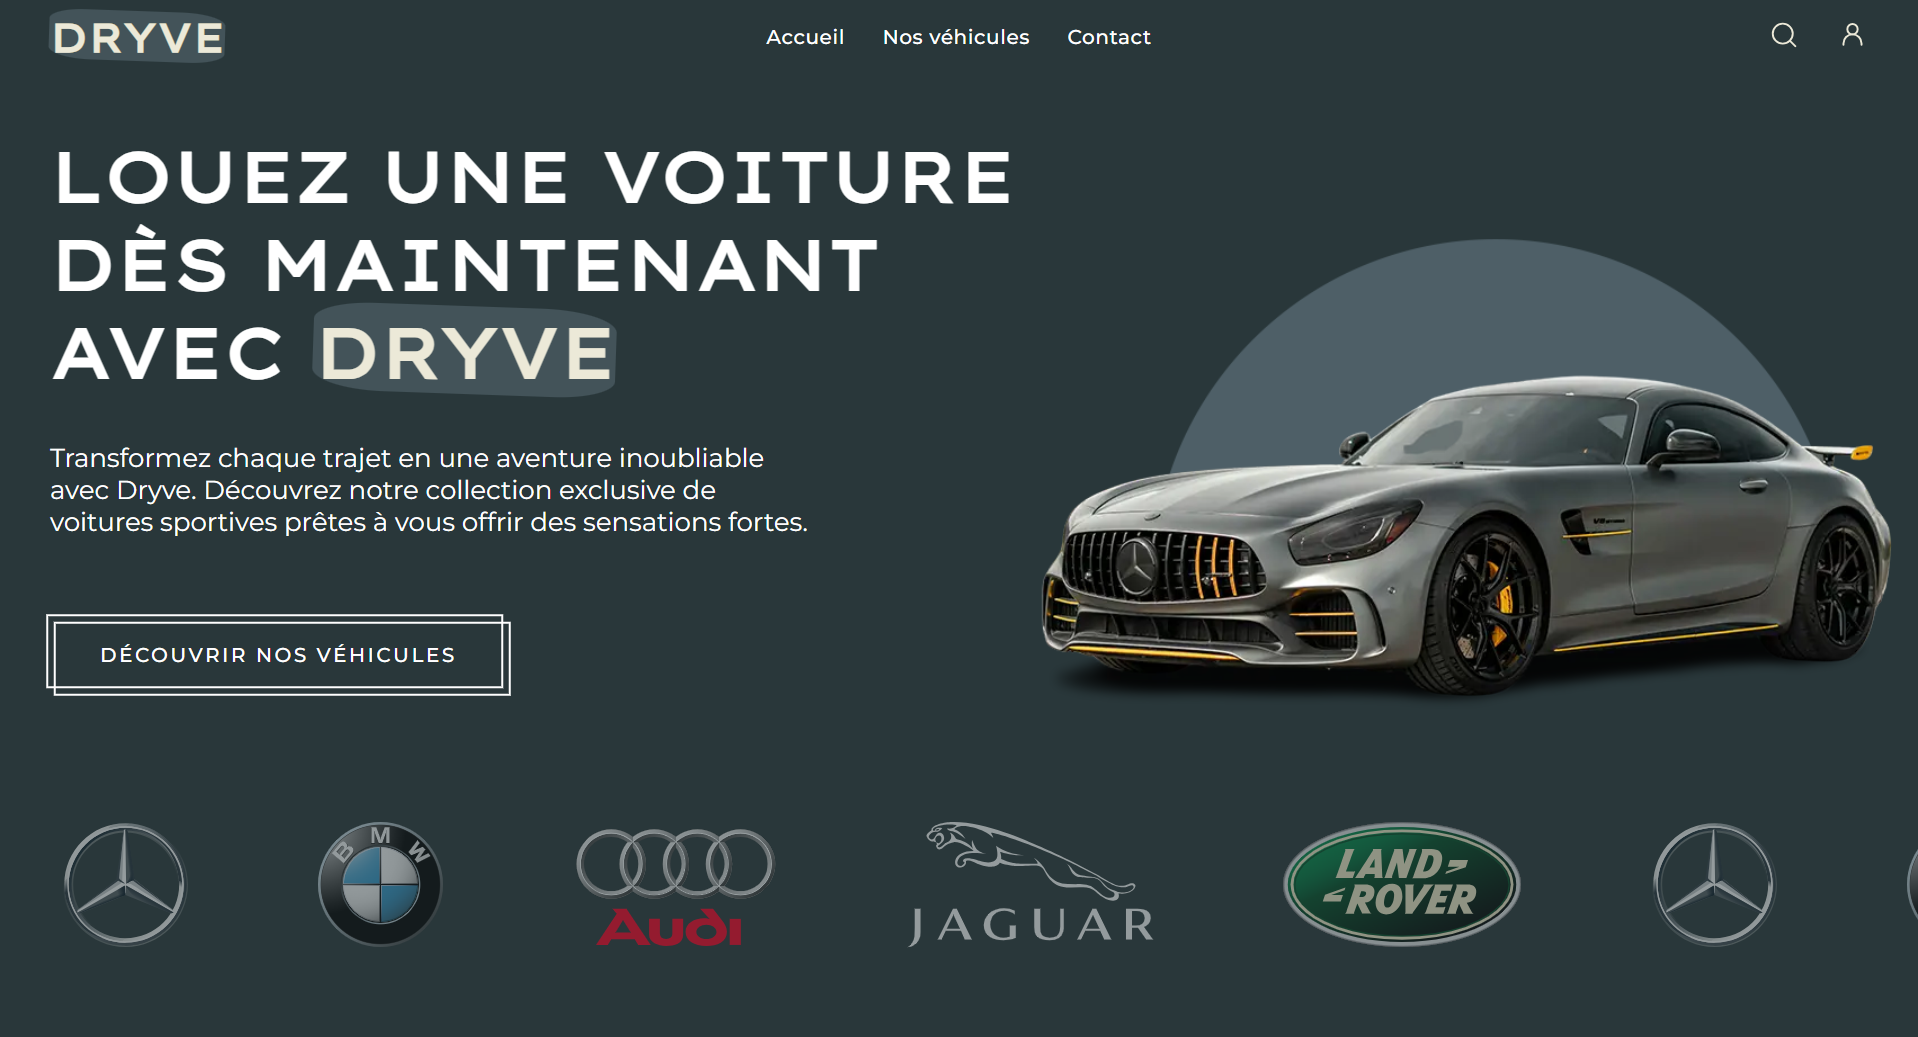 DRYVE
Accueil Nos véhicules Contact
LOUEZ UNE VOITURE
DÈS MAINTENANT
AVEC DRYVE
Transformez chaque trajet en une aventure inoubliable
avec Dryve. Découvrez notre collection exclusive de
voitures sportives prêtes à vous offrir des sensations fortes.
DÉCOUVRIR NOS VÉHICULES
BMW
Audi
JAGUAR
LAND
ROVER